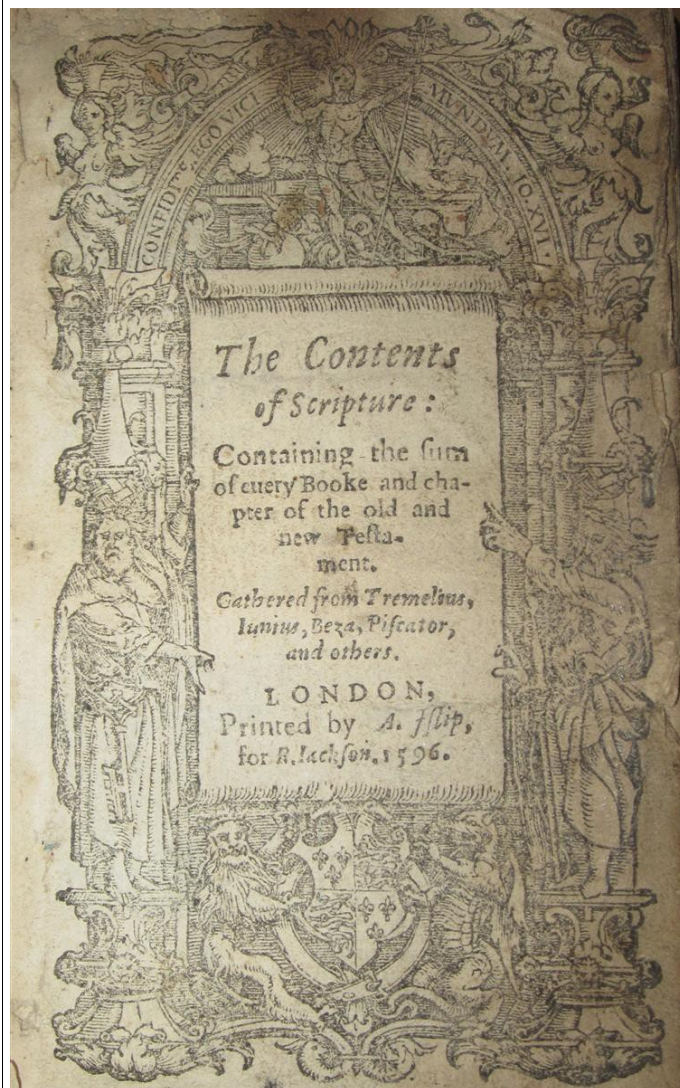 CONFIDITE, EGO VICI MVNDVM. IO. XVI.
The Contents
of Scripture :
Containing the ſum
of euery Booke and cha-
pter of the old and
new Teſta-
ment.
Gathered from Tremelius,
Iunius, Beza, Piſcator,
and others.
LONDON,
Printed by A. Iſlip,
for R. Iackſon. 1596.